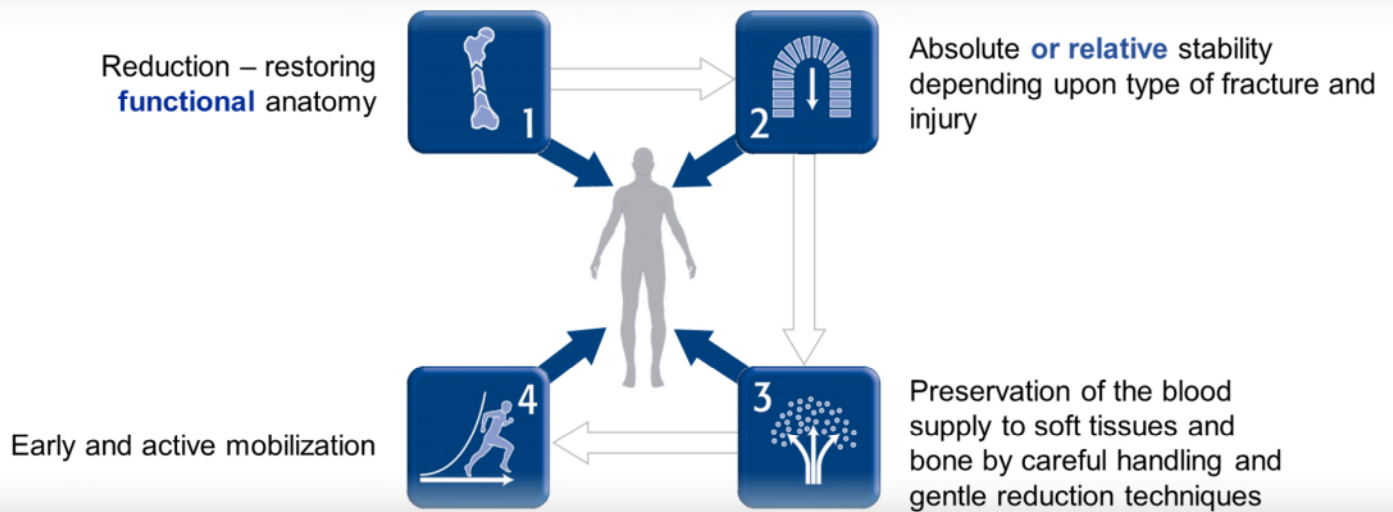 Reduction – restoring
functional anatomy
1
2
Absolute or relative stability
depending upon type of fracture and
injury
Early and active mobilization
4
3
Preservation of the blood
supply to soft tissues and
bone by careful handling and
gentle reduction techniques